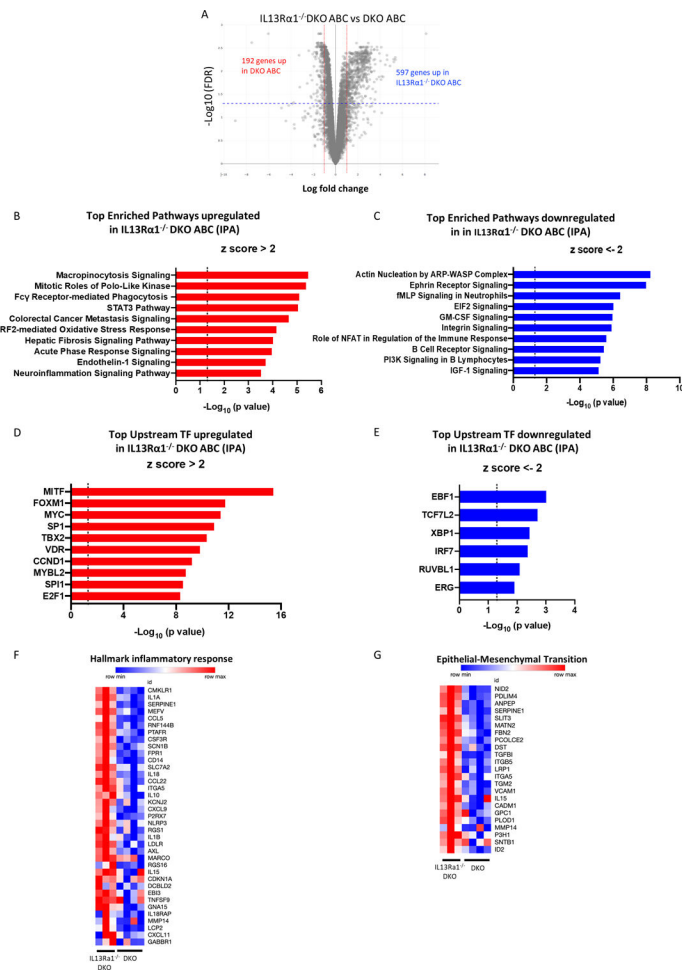 A
IL13Rα1⁻/⁻DKO ABC vs DKO ABC
192 genes up
in DKO ABC
597 genes up in
IL13Rα1⁻/⁻ DKO ABC
-Log10 (FDR)
Log fold change
B
Top Enriched Pathways upregulated
in IL13Rα1⁻/⁻ DKO ABC (IPA)
z score > 2
Macropinocytosis Signaling
Mitotic Roles of Polo-Like Kinase
Fcγ Receptor-mediated Phagocytosis
STAT3 Pathway
Colorectal Cancer Metastasis Signaling
RF2-mediated Oxidative Stress Response
Hepatic Fibrosis Signaling Pathway
Acute Phase Response Signaling
Endothelin-1 Signaling
Neuroinflammation Signaling Pathway
0 1 2 3 4 5 6
-Log₁₀ (p value)
C
Top Enriched Pathways downregulated
in in IL13Rα1⁻/⁻ DKO ABC (IPA)
z score <- 2
Actin Nucleation by ARP-WASP Complex
Ephrin Receptor Signaling
fMLP Signaling in Neutrophils
EIF2 Signaling
GM-CSF Signaling
Integrin Signaling
Role of NFAT in Regulation of the Immune Response
B Cell Receptor Signaling
PI3K Signaling in B Lymphocytes
IGF-1 Signaling
0 2 4 6 8 10
-Log₁₀ (p value)
D
Top Upstream TF upregulated
in IL13Rα1⁻/⁻ DKO ABC (IPA)
z score > 2
MITF
FOXM1
MYC
SP1
TBX2
VDR
CCND1
MYBL2
SPI1
E2F1
0 4 8 12 16
-Log₁₀ (p value)
E
Top Upstream TF downregulated
in IL13Rα1⁻/⁻ DKO ABC (IPA)
z score <- 2
EBF1
TCF7L2
XBP1
IRF7
RUVBL1
ERG
0 1 2 3 4
-Log₁₀ (p value)
F
Hallmark inflammatory response
row min row max
id
CMKLR1
IL1A
SERPINE1
MEFV
CCL5
RNF144B
PTAFR
CSF3R
SCN1B
FPR1
CD14
SLC7A2
IL18
CCL22
ITGA5
IL10
KCNJ2
CXCL9
P2RX7
NLRP3
RGS1
IL1B
LDLR
AXL
MARCO
RGS16
IL15
CDKN1A
DCBLD2
EBI3
TNFSF9
GNA15
IL18RAP
MMP14
LCP2
CXCL11
GABBR1
IL13Ra1⁻/⁻ DKO
DKO
G
Epithelial-Mesenchymal Transition
row min row max
id
NID2
PDLIM4
ANPEP
SERPINE1
SLIT3
MATN2
FBN2
PCOLCE2
DST
TGFBI
ITGB5
LRP1
ITGA5
TGM2
VCAM1
IL15
CADM1
GPC1
PLOD1
MMP14
P3H1
SNTB1
ID2
IL13Ra1⁻/⁻ DKO
DKO